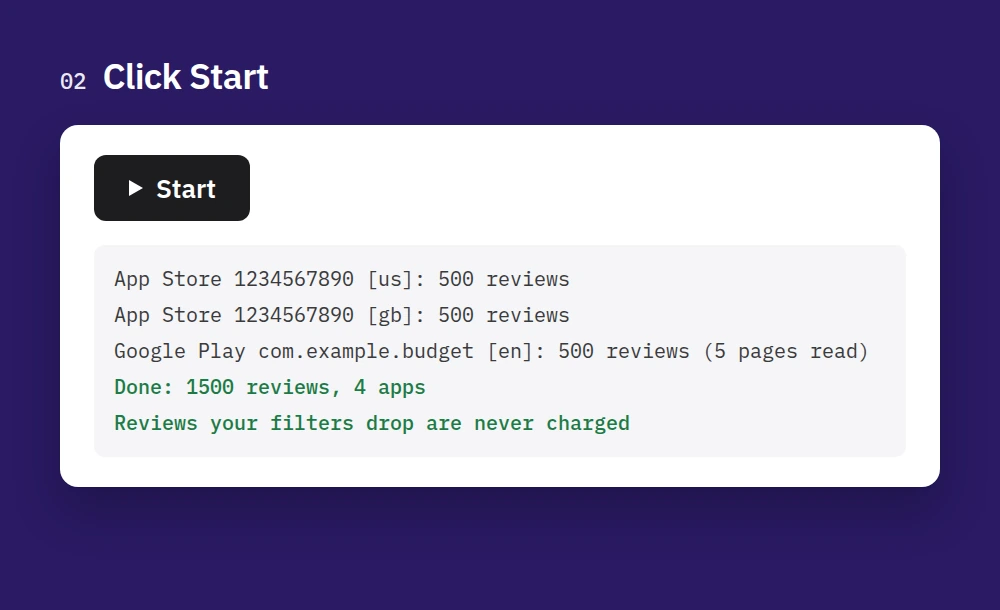 02 Click Start
Start
App Store 1234567890 [us]: 500 reviews
App Store 1234567890 [gb]: 500 reviews
Google Play com.example.budget [en]: 500 reviews (5 pages read)
Done: 1500 reviews, 4 apps
Reviews your filters drop are never charged